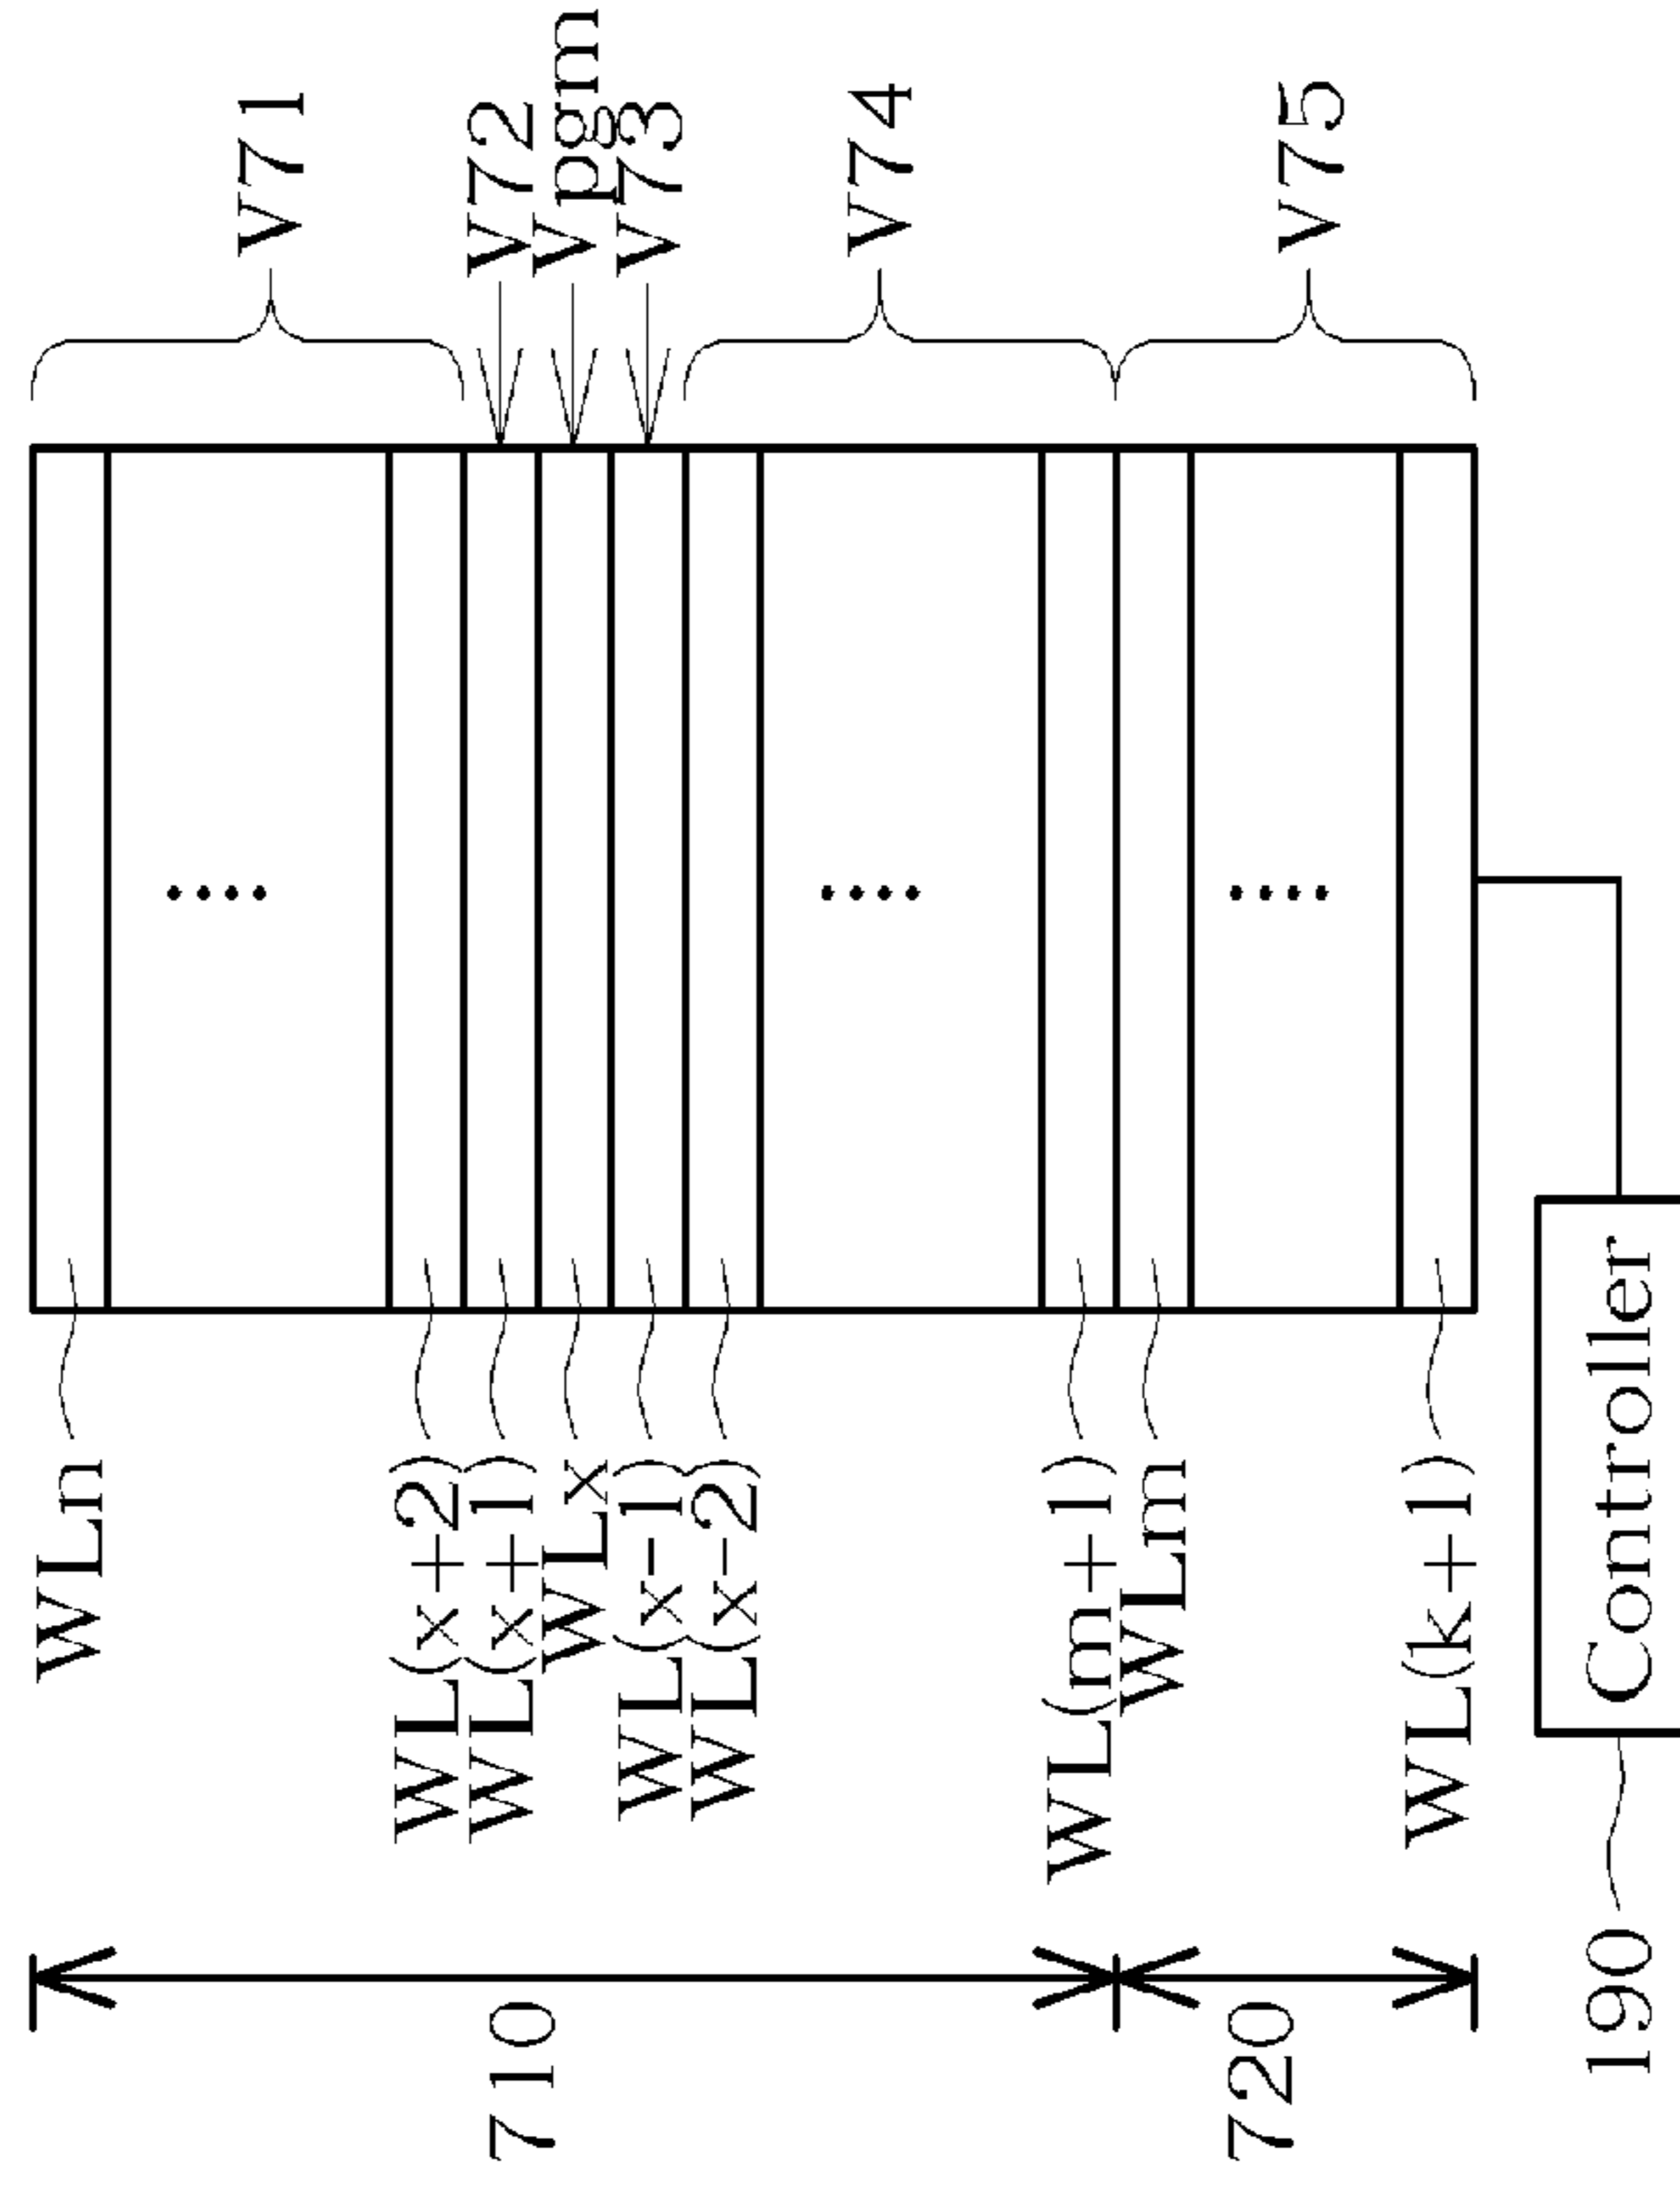 V71
V72
Vpgm
V73
V74
V75
WLn
WL(x+2)
WL(x+1)
WLx
WL(x-1)
WL(x-2)
WL(m+1)
WLm
WL(k+1)
710
720
Controller
190